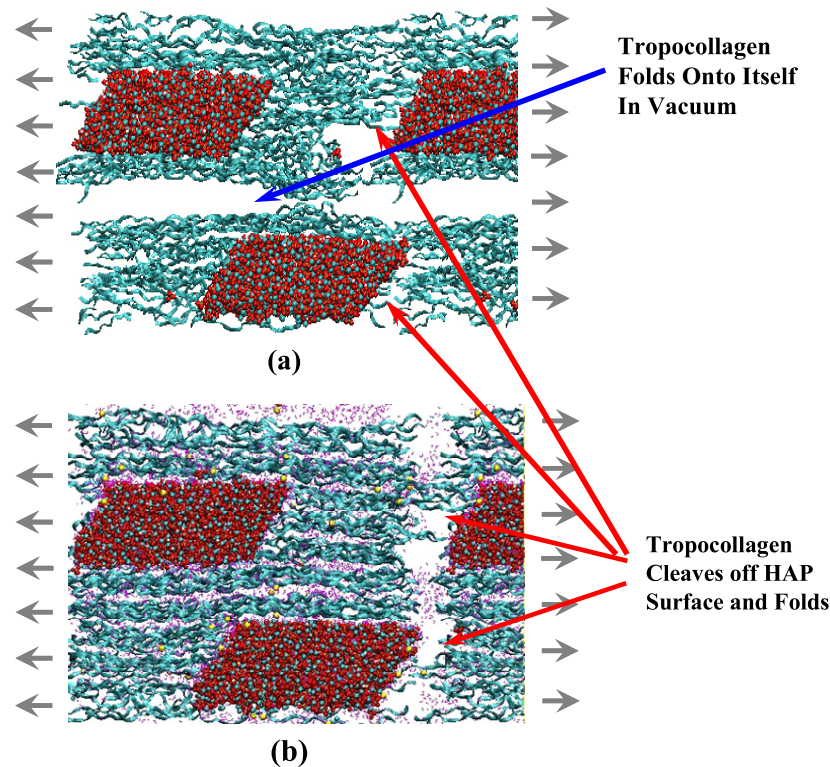 Tropocollagen
Folds Onto Itself
In Vacuum
(a)
Tropocollagen
Cleaves off HAP
Surface and Folds
(b)